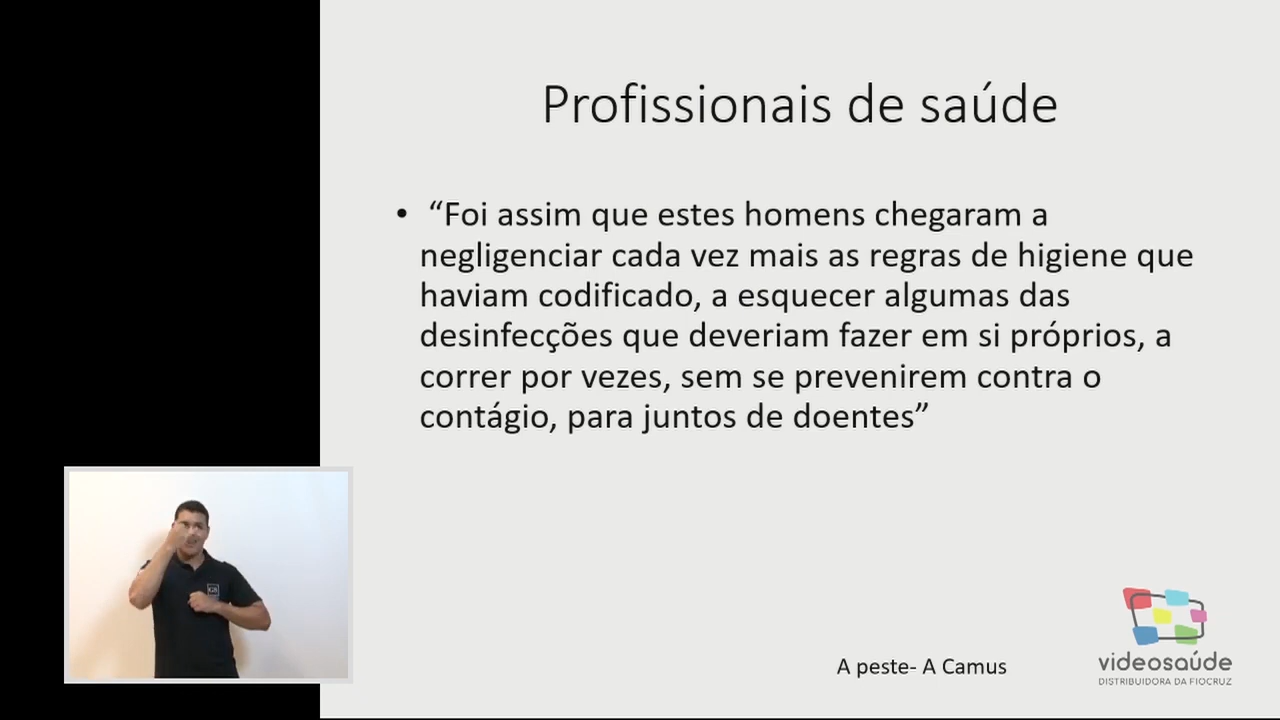 Profissionais de saúde
• “Foi assim que estes homens chegaram a
negligenciar cada vez mais as regras de higiene que
haviam codificado, a esquecer algumas das
desinfecções que deveriam fazer em si próprios, a
correr por vezes, sem se prevenirem contra o
contágio, para juntos de doentes”
A peste- A Camus
videosaúde
DISTRIBUIDORA DA FIOCRUZ